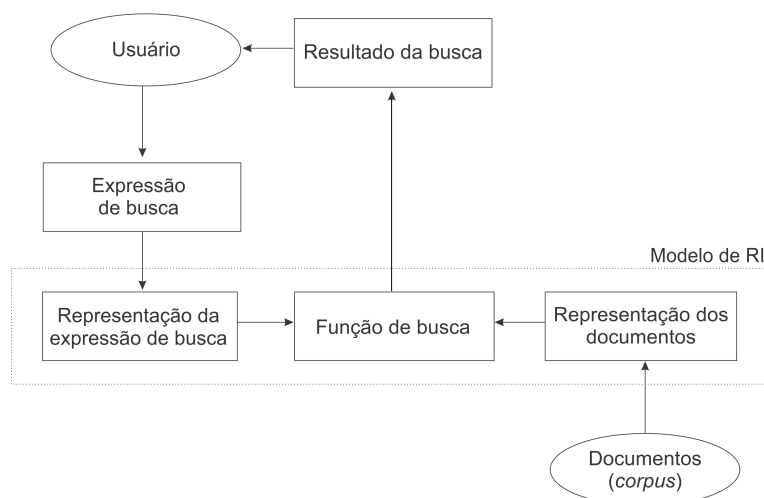 Usuário
Resultado da busca
Expressão
de busca
Modelo de RI
Representação da
expressão de busca
Função de busca
Representação dos
documentos
Documentos
(corpus)